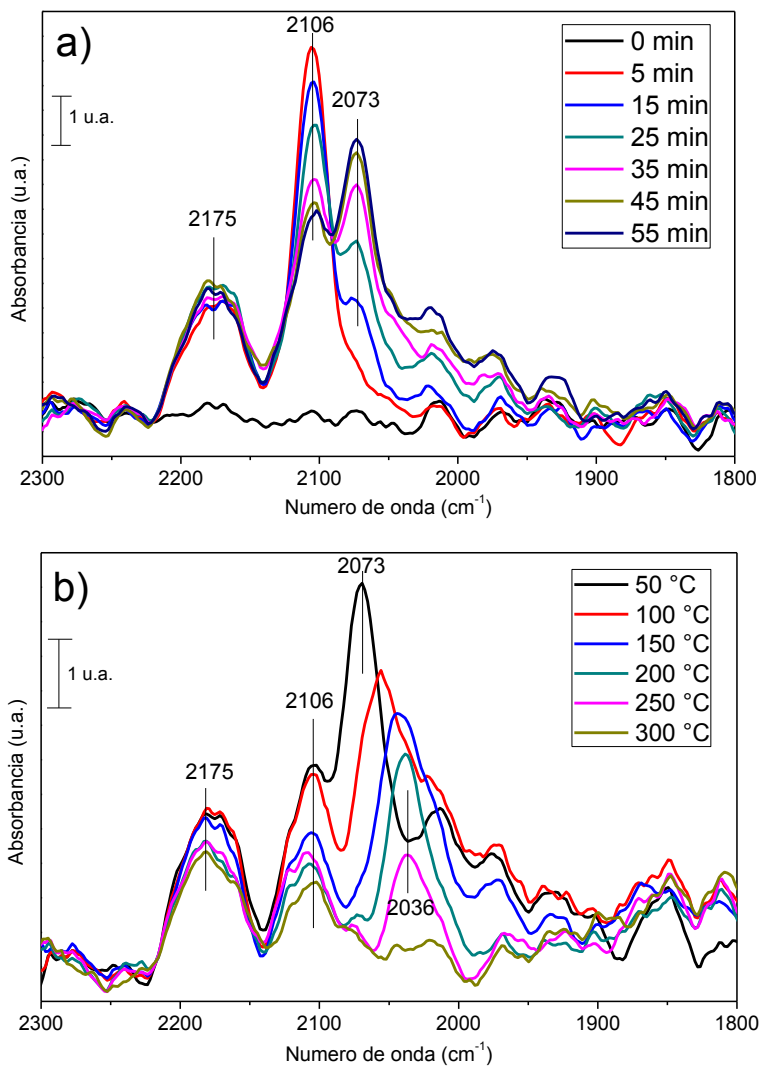 a)
2106
2073
2175
1 u.a.
0 min
5 min
15 min
25 min
35 min
45 min
55 min
Absorbancia (u.a.)
2300 2200 2100 2000 1900 1800
Numero de onda (cm⁻¹)
b)
2073
2106
2175
2036
1 u.a.
50 °C
100 °C
150 °C
200 °C
250 °C
300 °C
Absorbancia (u.a.)
2300 2200 2100 2000 1900 1800
Numero de onda (cm⁻¹)